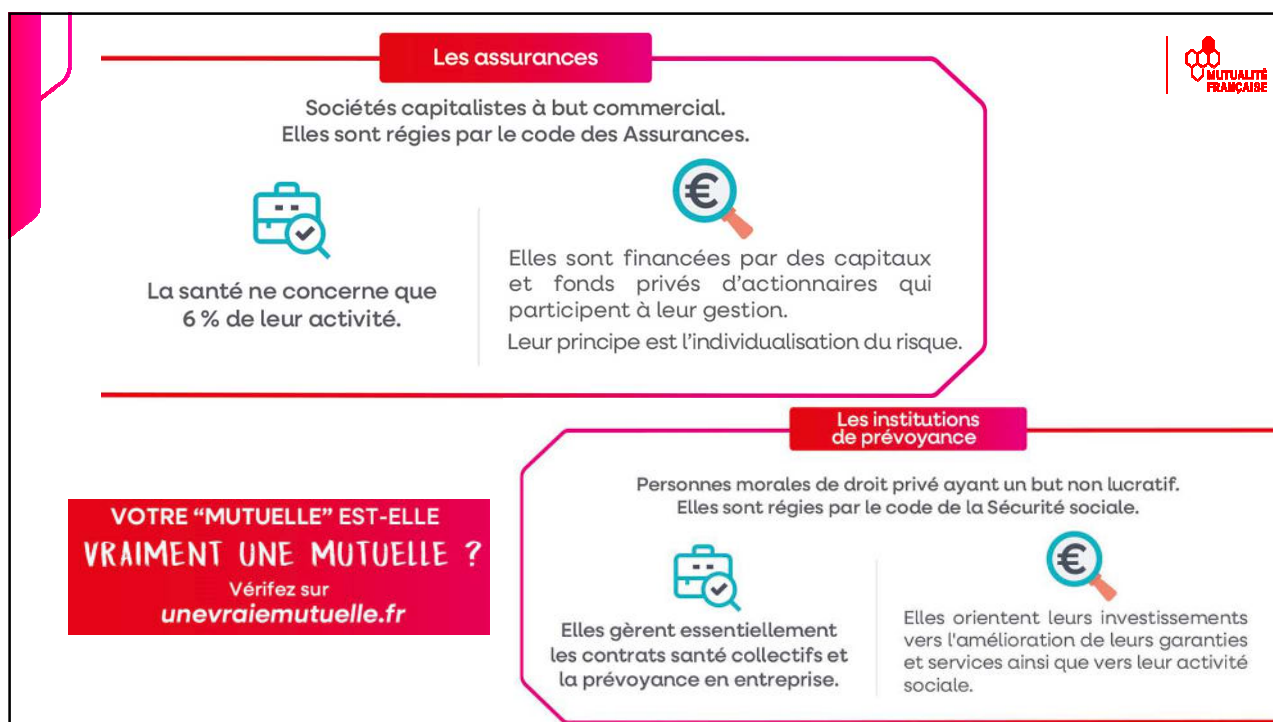 Les assurances
MUTUALITÉ
FRANÇAISE
Sociétés capitalistes à but commercial.
Elles sont régies par le code des Assurances.
€
La santé ne concerne que
6 % de leur activité.
Elles sont financées par des capitaux
et fonds privés d'actionnaires qui
participent à leur gestion.
Leur principe est l'individualisation du risque.
Les institutions
de prévoyance
Personnes morales de droit privé ayant un but non lucratif.
Elles sont régies par le code de la Sécurité sociale.
VOTRE “MUTUELLE” EST-ELLE
VRAIMENT UNE MUTUELLE ?
Vérifez sur
unevraiemutuelle.fr
€
Elles gèrent essentiellement
les contrats santé collectifs et
la prévoyance en entreprise.
Elles orientent leurs investissements
vers l'amélioration de leurs garanties
et services ainsi que vers leur activité
sociale.